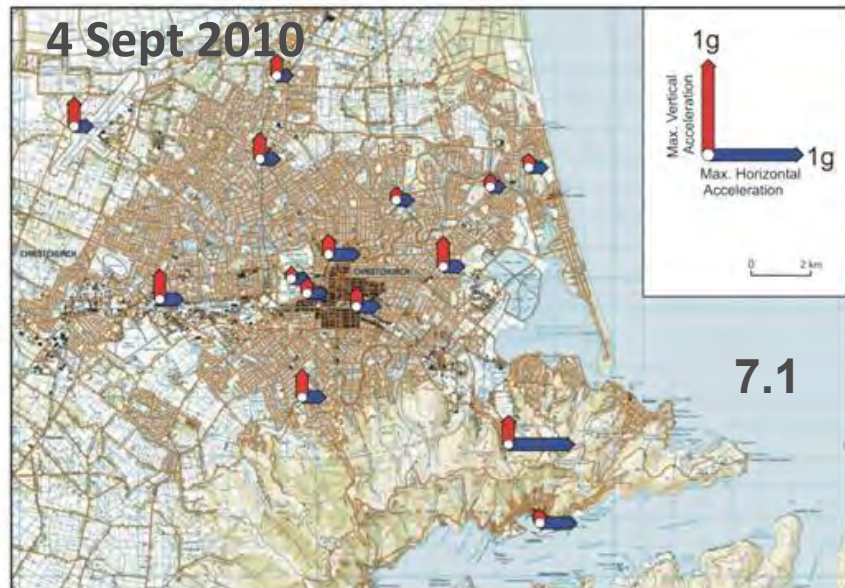 4 Sept 2010
1g
Max. Vertical
Acceleration
1g
Max. Horizontal
Acceleration
0 2 km
CHRISTCHURCH
CHRISTCHURCH
7.1